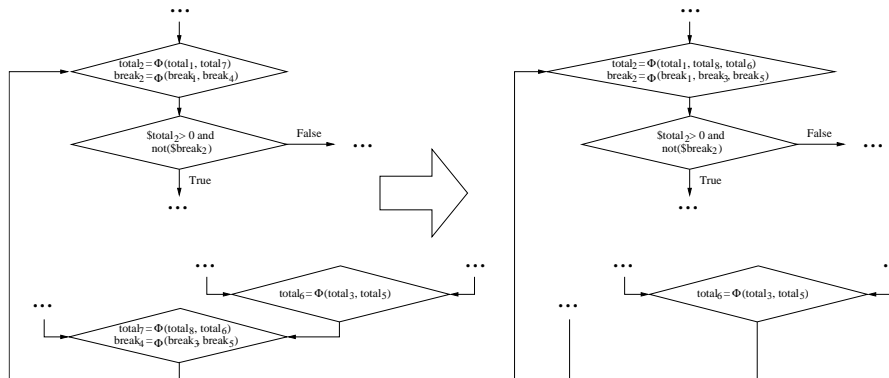 ...
total2=Φ(total1, total7)
break2=Φ(break1, break4)
$total2> 0 and
not($break2)
False
...
True
...
...
...
total6=Φ(total3, total5)
...
total7=Φ(total8, total6)
break4=Φ(break3, break5)
...
total2=Φ(total1, total8, total6)
break2=Φ(break1, break3, break5)
$total2> 0 and
not($break2)
False
...
True
...
...
...
total6=Φ(total3, total5)
...